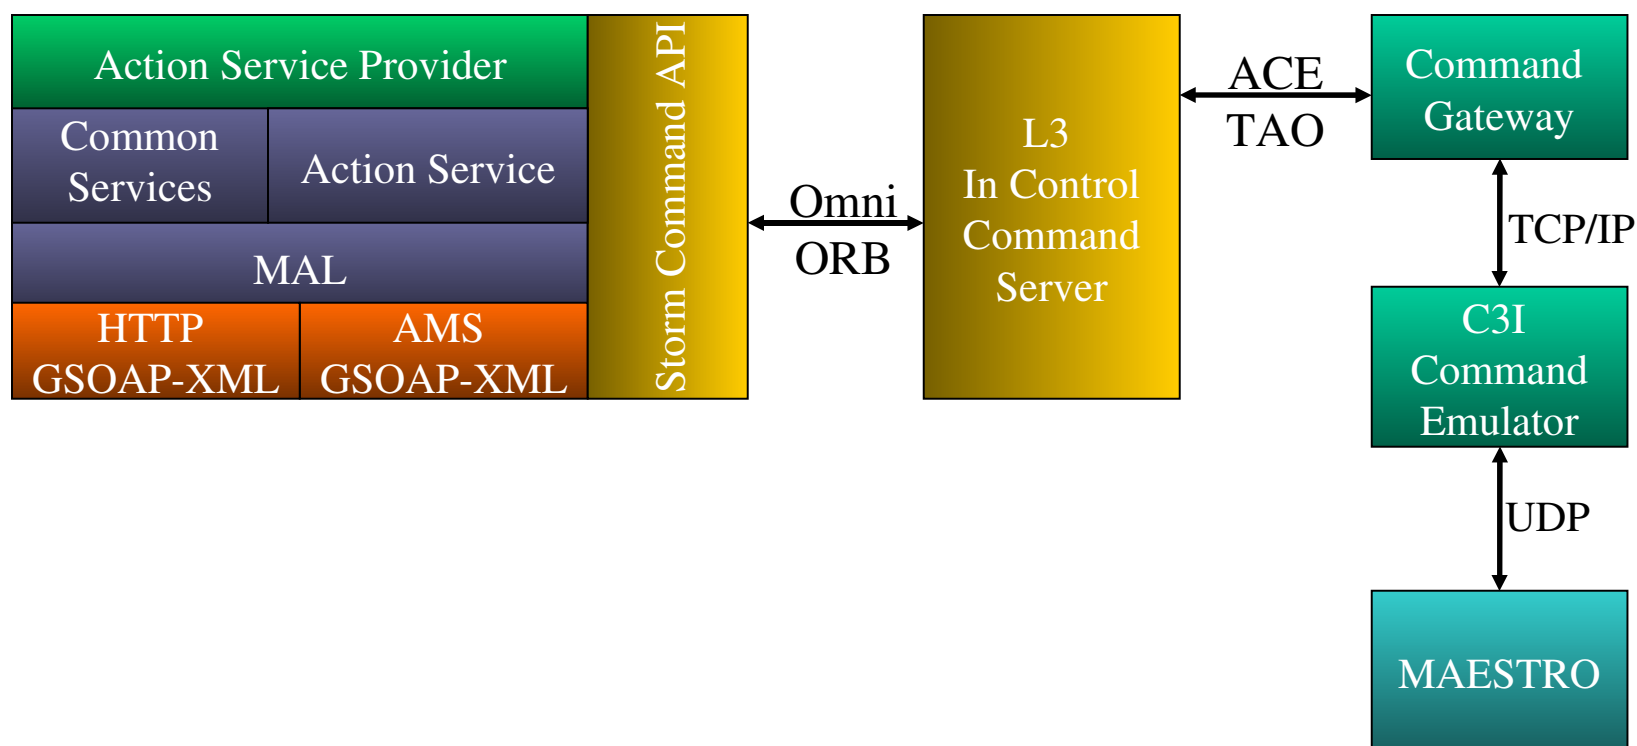 Action Service Provider
Common
Services
Action Service
MAL
HTTP
GSOAP-XML
AMS
GSOAP-XML
Storm Command API
Omni
ORB
L3
In Control
Command
Server
ACE
TAO
Command
Gateway
TCP/IP
C3I
Command
Emulator
UDP
MAESTRO